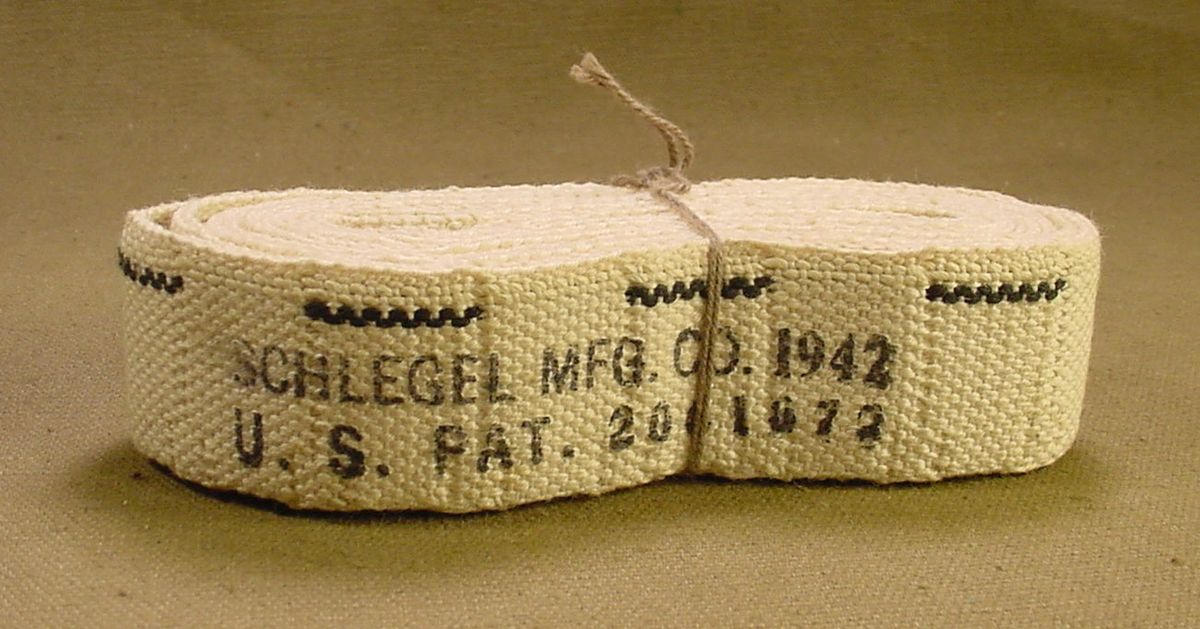 SCHLEGEL MFG. CO. 1942
U. S. PAT.